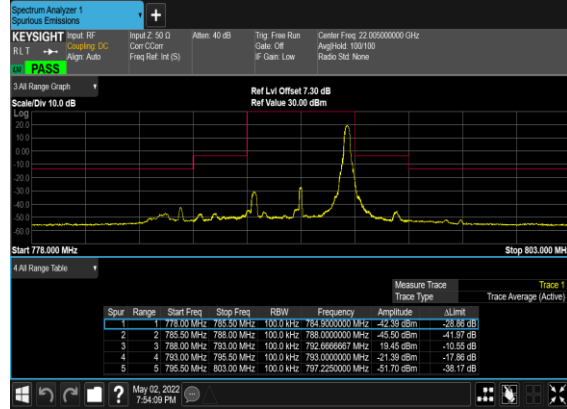 Spectrum Analyzer 1
Spurious Emissions
KEYSIGHT Input: RF Input Z: 50 Ω Atten: 40 dB Trig: Free Run Center Freq: 22.005000000 GHz
RLT Coupling: DC Corr CCorr Gate: Off Avg|Hold: 100/100
Align: Auto Freq Ref: Int (S) IF Gain: Low Radio Std: None
PASS
3 All Range Graph
Ref Lvl Offset 7.30 dB
Scale/Div 10.0 dB Ref Value 30.00 dBm
Log
20.0
10.0
0.00
-10.0
-20.0
-30.0
-40.0
-50.0
-60.0
Start 778.000 MHz Stop 803.000 MH
4 All Range Table
Measure Trace Trace 1
Trace Type Trace Average (Active)
Spur Range Start Freq Stop Freq RBW Frequency Amplitude ΔLimit
1 1 778.00 MHz 785.50 MHz 100.0 kHz 784.9000000 MHz -42.39 dBm -28.86 dB
2 2 785.50 MHz 788.00 MHz 100.0 kHz 788.0000000 MHz -45.50 dBm -41.97 dB
3 3 788.00 MHz 793.00 MHz 100.0 kHz 792.6666667 MHz 19.45 dBm -10.55 dB
4 4 793.00 MHz 795.50 MHz 100.0 kHz 793.0000000 MHz -21.39 dBm -17.86 dB
5 5 795.50 MHz 803.00 MHz 100.0 kHz 797.2250000 MHz -51.70 dBm -38.17 dB
May 02, 2022
7:54:09 PM